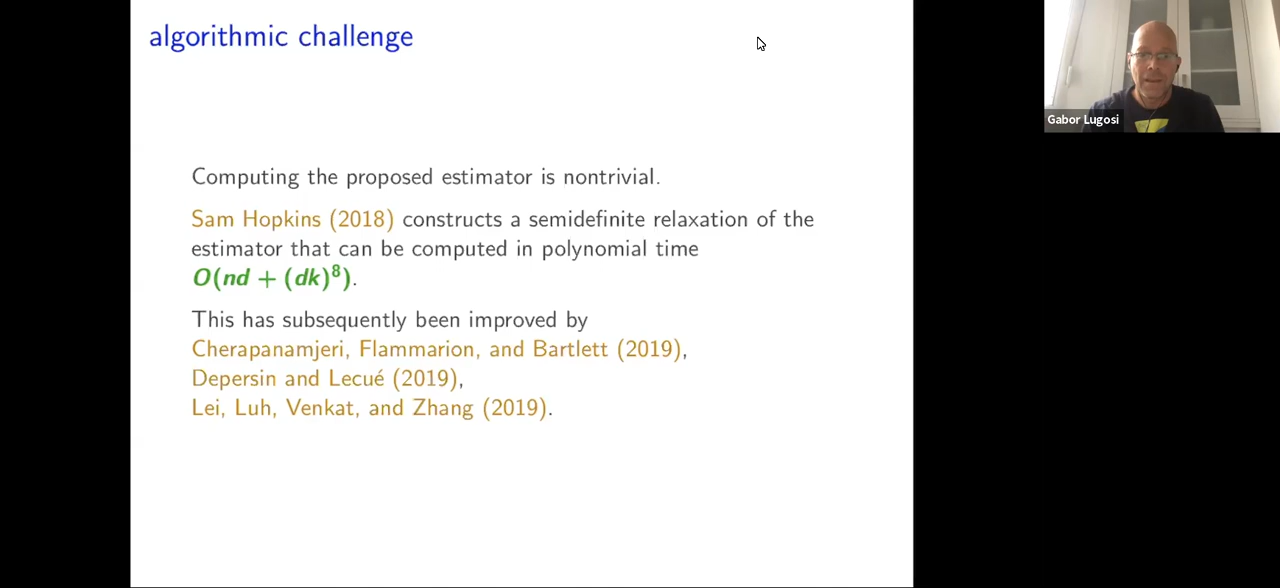 algorithmic challenge
Computing the proposed estimator is nontrivial.
Sam Hopkins (2018) constructs a semidefinite relaxation of the
estimator that can be computed in polynomial time
O(nd + (dk)⁸).
This has subsequently been improved by
Cherapanamjeri, Flammarion, and Bartlett (2019),
Depersin and Lecué (2019),
Lei, Luh, Venkat, and Zhang (2019).
Gabor Lugosi